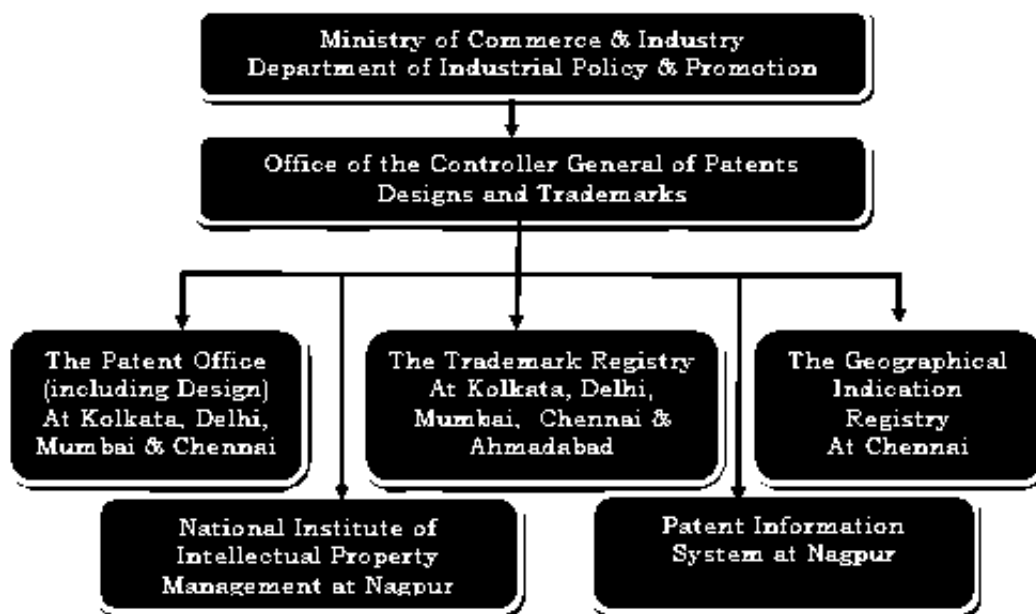 Ministry of Commerce & Industry
Department of Industrial Policy & Promotion
Office of the Controller General of Patents
Designs and Trademarks
The Patent Office
(including Design)
At Kolkata, Delhi,
Mumbai & Chennai
The Trademark Registry
At Kolkata, Delhi,
Mumbai, Chennai &
Ahmadabad
The Geographical
Indication
Registry
At Chennai
National Institute of
Intellectual Property
Management at Nagpur
Patent Information
System at Nagpur